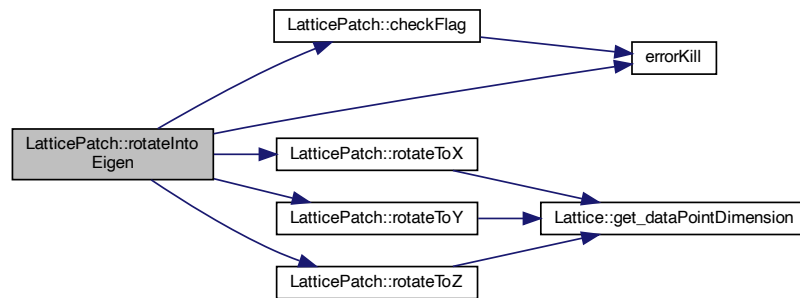 LatticePatch::checkFlag
errorKill
LatticePatch::rotateInto
Eigen
LatticePatch::rotateToX
LatticePatch::rotateToY
Lattice::get_dataPointDimension
LatticePatch::rotateToZ